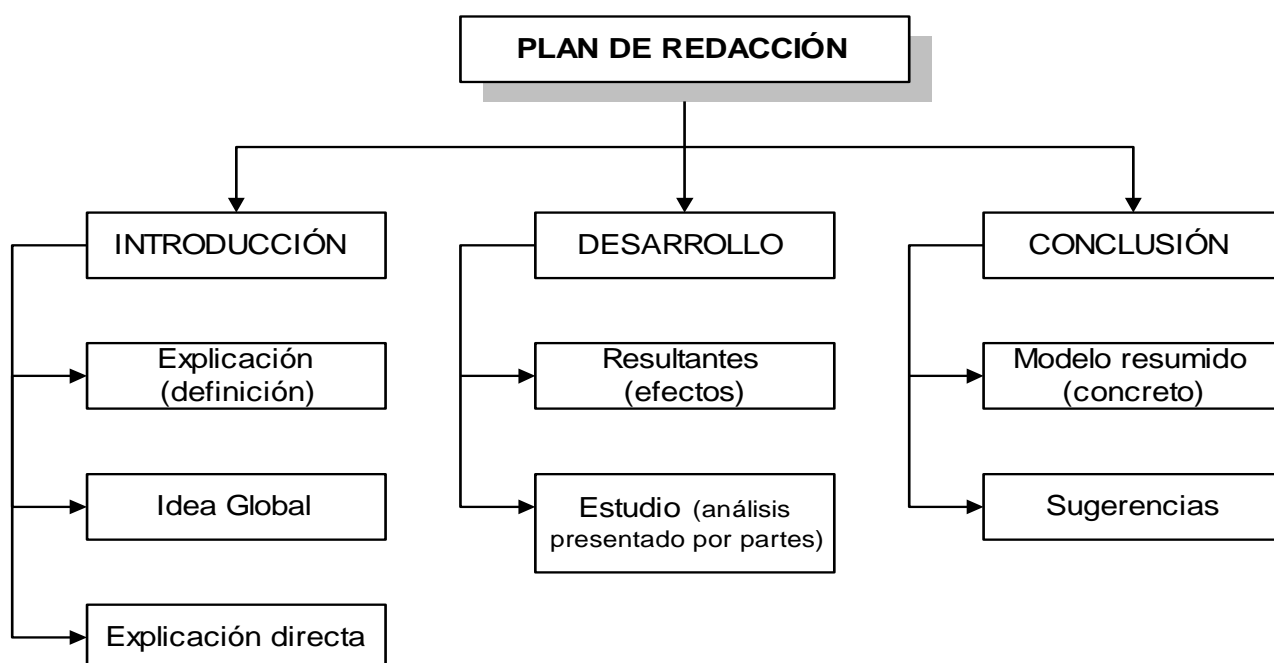 PLAN DE REDACCIÓN
INTRODUCCIÓN
DESARROLLO
CONCLUSIÓN
Explicación
(definición)
Resultantes
(efectos)
Modelo resumido
(concreto)
Idea Global
Estudio (análisis
presentado por partes)
Sugerencias
Explicación directa